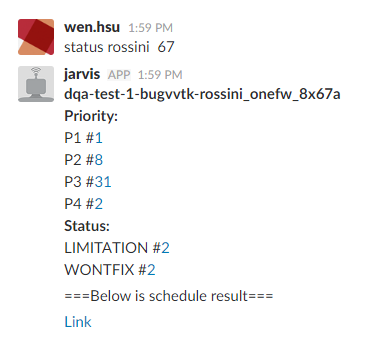 wen.hsu 1:59 PM
status rossini 67
jarvis APP 1:59 PM
dqa-test-1-bugvvtk-rossini_onefw_8x67a
Priority:
P1 #1
P2 #8
P3 #31
P4 #2
Status:
LIMITATION #2
WONTFIX #2
===Below is schedule result===
Link